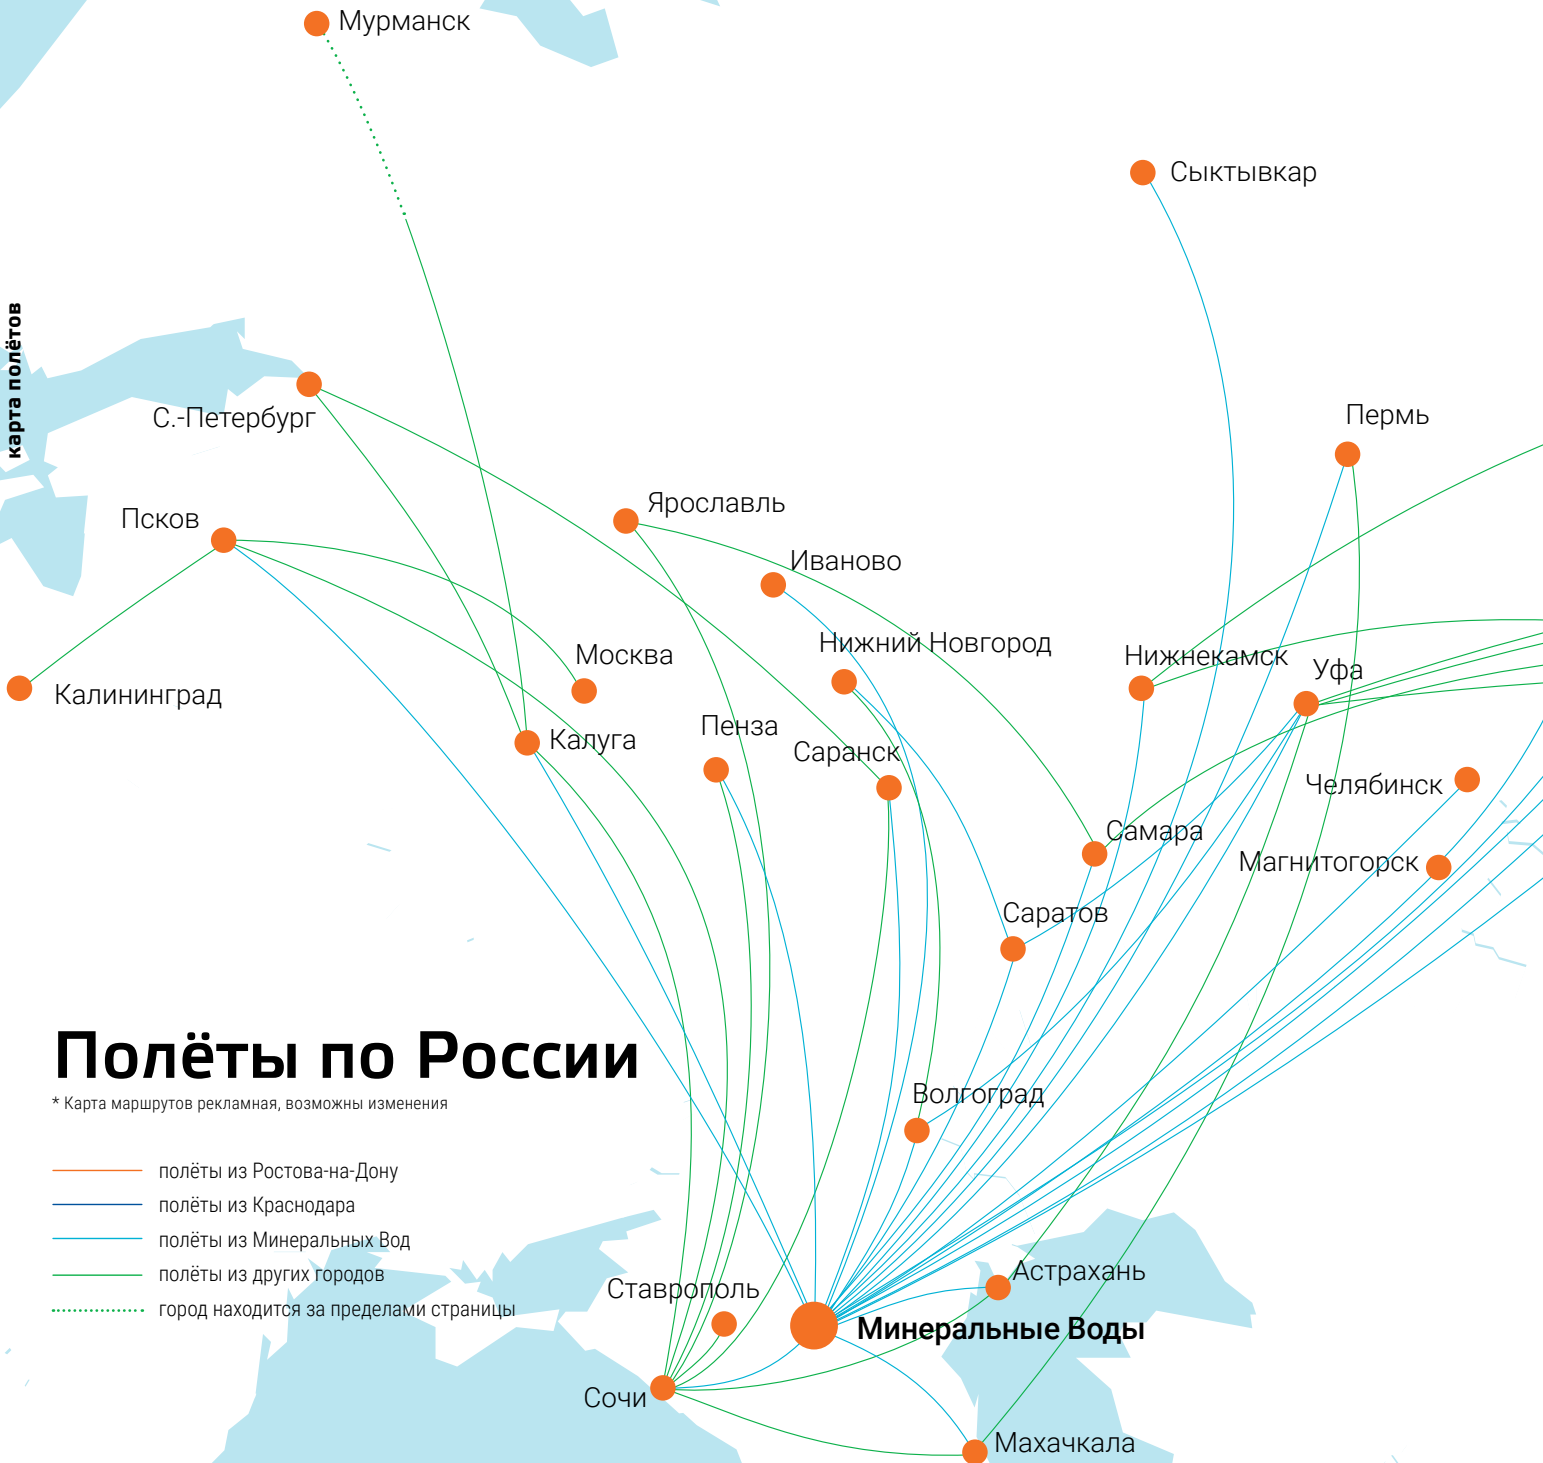 Мурманск
Сыктывкар
карта полётов
С.-Петербург
Пермь
Псков
Ярославль
Иваново
Нижний Новгород
Москва
Нижнекамск
Уфа
Калининград
Калуга
Пенза
Саранск
Челябинск
Самара
Магнитогорск
Саратов
Полёты по России
* Карта маршрутов рекламная, возможны изменения
Волгоград
полёты из Ростова-на-Дону
полёты из Краснодара
полёты из Минеральных Вод
полёты из других городов
город находится за пределами страницы
Ставрополь
Астрахань
Минеральные Воды
Сочи
Махачкала